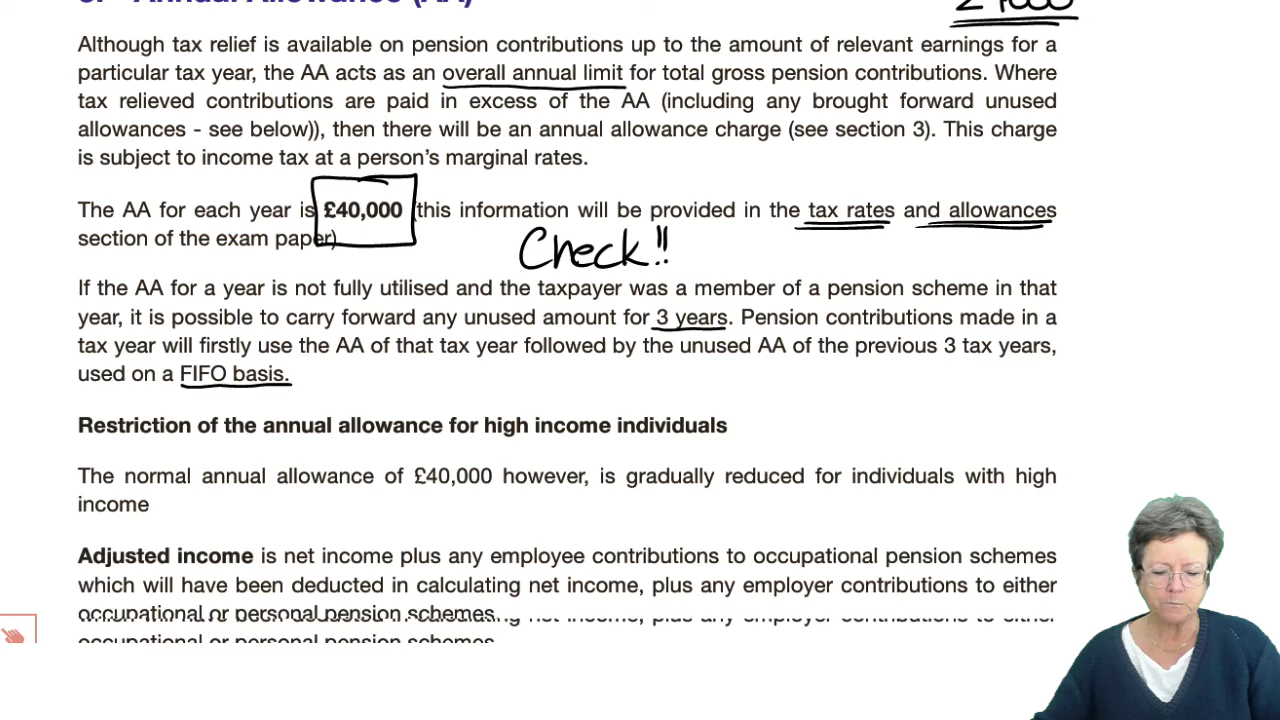 Annual Allowance (AA)
Although tax relief is available on pension contributions up to the amount of relevant earnings for a
particular tax year, the AA acts as an overall annual limit for total gross pension contributions. Where
tax relieved contributions are paid in excess of the AA (including any brought forward unused
allowances - see below)), then there will be an annual allowance charge (see section 3). This charge
is subject to income tax at a person's marginal rates.
The AA for each year is £40,000 (this information will be provided in the tax rates and allowances
section of the exam paper)
Check!!
If the AA for a year is not fully utilised and the taxpayer was a member of a pension scheme in that
year, it is possible to carry forward any unused amount for 3 years. Pension contributions made in a
tax year will firstly use the AA of that tax year followed by the unused AA of the previous 3 tax years,
used on a FIFO basis.
Restriction of the annual allowance for high income individuals
The normal annual allowance of £40,000 however, is gradually reduced for individuals with high
income
Adjusted income is net income plus any employee contributions to occupational pension schemes
which will have been deducted in calculating net income, plus any employer contributions to either
occupational or personal pension schemes.
occupational or personal pension schemes